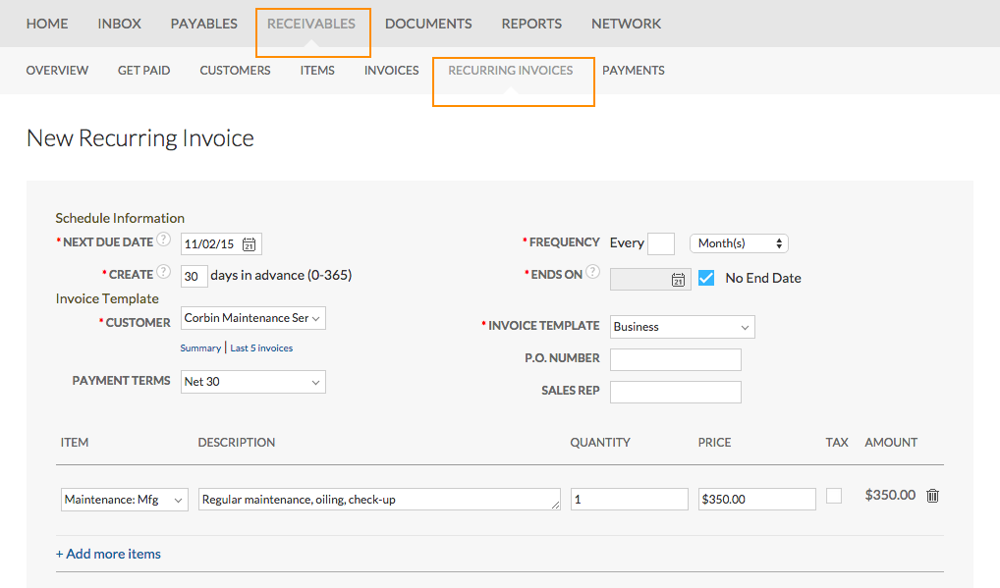 HOME INBOX PAYABLES RECEIVABLES DOCUMENTS REPORTS NETWORK
OVERVIEW GET PAID CUSTOMERS ITEMS INVOICES RECURRING INVOICES PAYMENTS
New Recurring Invoice
Schedule Information
* NEXT DUE DATE ? 11/02/15 21 * FREQUENCY Every Month(s)
* CREATE ? 30 days in advance (0-365) * ENDS ON ? 21 No End Date
Invoice Template
* CUSTOMER Corbin Maintenance Ser * INVOICE TEMPLATE Business
Summary | Last 5 invoices
P.O. NUMBER
PAYMENT TERMS Net 30
SALES REP
ITEM DESCRIPTION QUANTITY PRICE TAX AMOUNT
Maintenance: Mfg Regular maintenance, oiling, check-up 1 $350.00 $350.00
+ Add more items